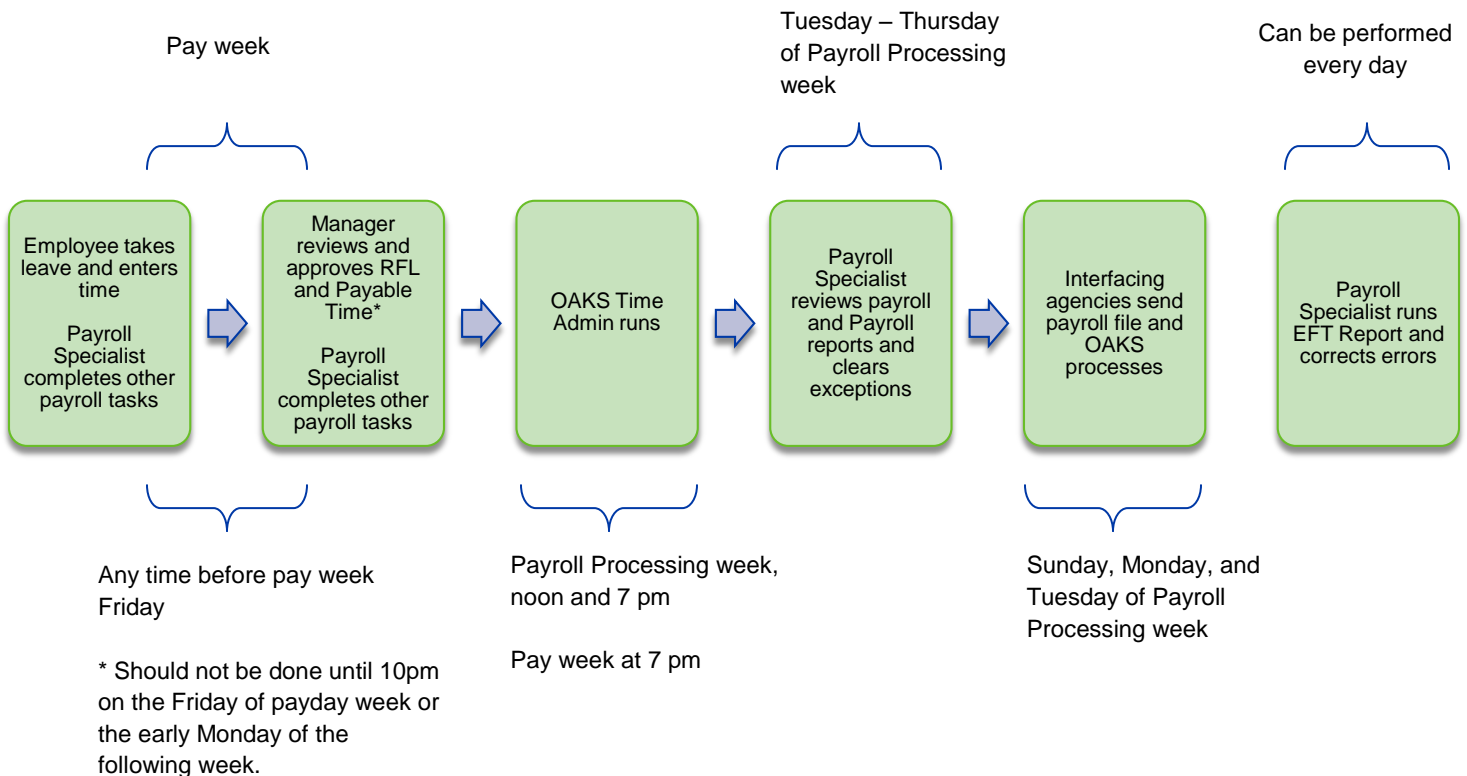 Pay week
Tuesday – Thursday
of Payroll Processing
week
Can be performed
every day
Employee takes
leave and enters
time
Payroll
Specialist
completes other
payroll tasks
Manager
reviews and
approves RFL
and Payable
Time*
Payroll
Specialist
completes other
payroll tasks
OAKS Time
Admin runs
Payroll
Specialist
reviews payroll
and Payroll
reports and
clears
exceptions
Interfacing
agencies send
payroll file and
OAKS
processes
Payroll
Specialist runs
EFT Report and
corrects errors
Any time before pay week
Friday
* Should not be done until 10pm
on the Friday of payday week or
the early Monday of the
following week.
Payroll Processing week,
noon and 7 pm
Pay week at 7 pm
Sunday, Monday, and
Tuesday of Payroll
Processing week